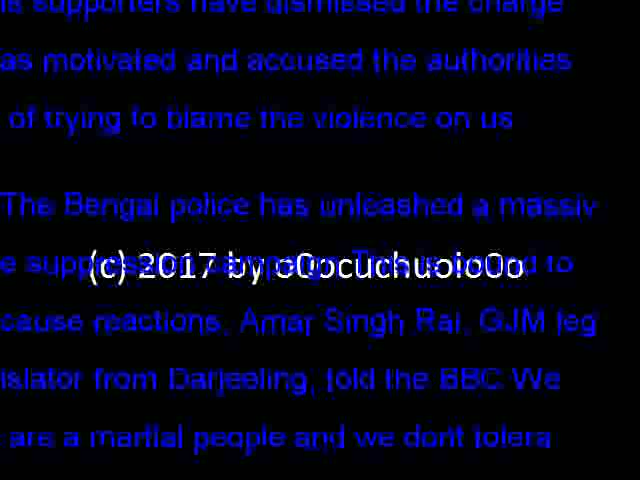 is supporters have dismissed the charge
as motivated and accused the authorities
of trying to blame the violence on us
The Bengal police has unleashed a massiv
e suppression campaign This is bound to
(c) 2017 by oOocuchuoloOo
cause reactions, Amar Singh Rai, GJM leg
islator from Darjeeling, told the BBC We
are a martial people and we dont tolera